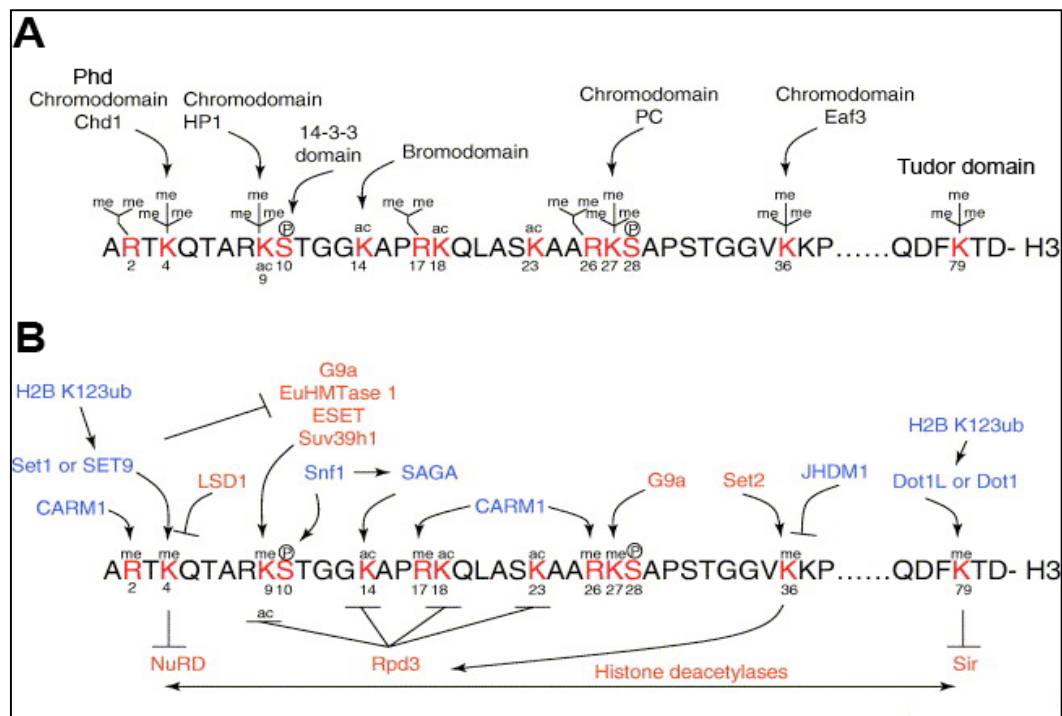 A
Phd
Chromodomain
Chd1
Chromodomain
HP1
14-3-3
domain
Bromodomain
Chromodomain
PC
Chromodomain
Eaf3
Tudor domain
me me me me me me me me me me me me me me me me me me me me me
P ac ac ac P
ARTKQTARKSTGGKAPRKQLASKAARKSAPSTGGVKKP......QDFKTD- H3
2 4 ac 10 14 17 18 23 26 27 28 36 79
9
B
H2B K123ub
Set1 or SET9
CARM1
LSD1
G9a
EuHMTase 1
ESET
Suv39h1
Snf1
SAGA
CARM1
G9a
Set2
JHDM1
H2B K123ub
Dot1L or Dot1
me me me P ac me ac ac me me P me me
ARTKQTARKSTGGKAPRKQLASKAARKSAPSTGGVKKP......QDFKTD- H3
2 4 9 10 14 17 18 23 26 27 28 36 79
ac
NuRD
Rpd3
Histone deacetylases
Sir